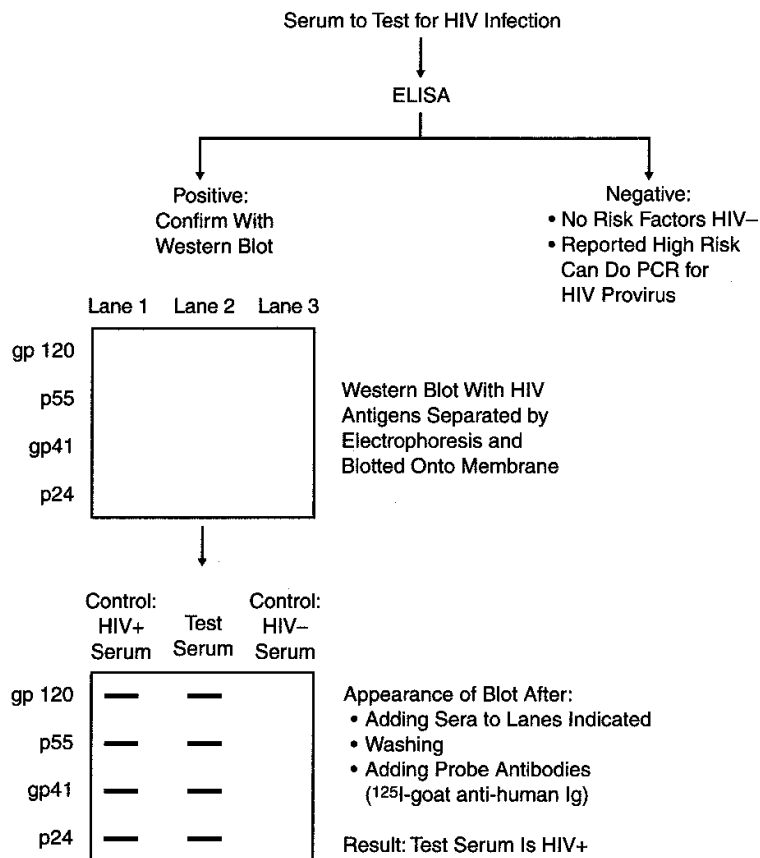 Serum to Test for HIV Infection
ELISA
Positive:
Confirm With
Western Blot
Negative:
• No Risk Factors HIV–
• Reported High Risk
Can Do PCR for
HIV Provirus
Lane 1 Lane 2 Lane 3
gp 120
p55
gp41
p24
Western Blot With HIV
Antigens Separated by
Electrophoresis and
Blotted Onto Membrane
Control:
HIV+
Serum
Test
Serum
Control:
HIV–
Serum
gp 120
p55
gp41
p24
Appearance of Blot After:
• Adding Sera to Lanes Indicated
• Washing
• Adding Probe Antibodies
(¹²⁵I-goat anti-human Ig)
Result: Test Serum Is HIV+